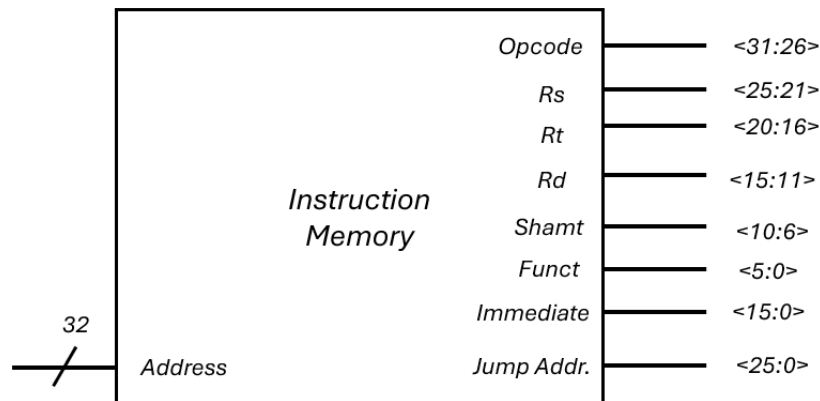 Opcode <31:26>
Rs <25:21>
Rt <20:16>
Rd <15:11>
Instruction
Memory
Shamt <10:6>
Funct <5:0>
Immediate <15:0>
32
Address
Jump Addr. <25:0>